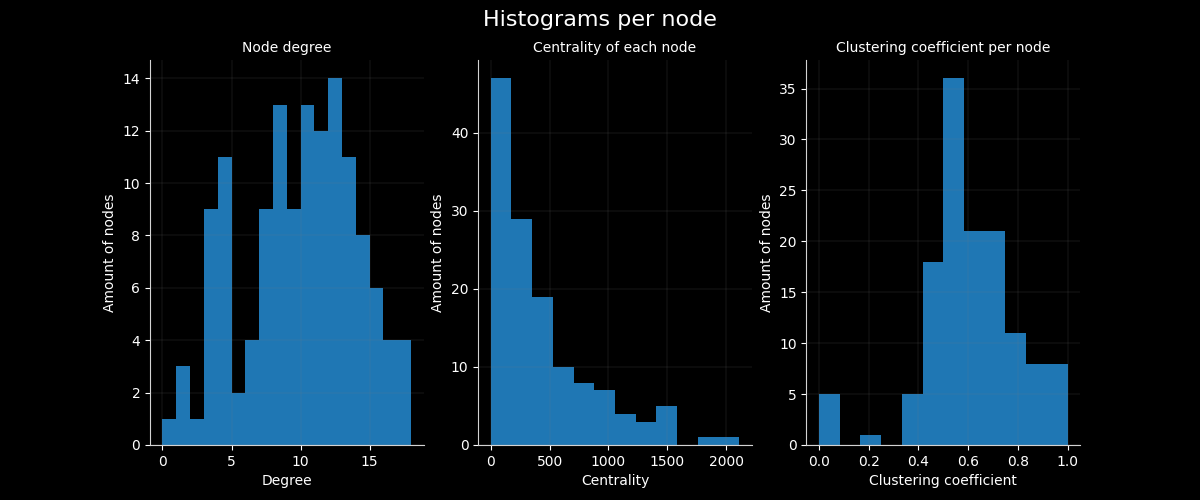 Histograms per node
Node degree
Amount of nodes
0
2
4
6
8
10
12
14
0 5 10 15
Degree
Centrality of each node
Amount of nodes
0
10
20
30
40
0 500 1000 1500 2000
Centrality
Clustering coefficient per node
Amount of nodes
0
5
10
15
20
25
30
35
0.0 0.2 0.4 0.6 0.8 1.0
Clustering coefficient